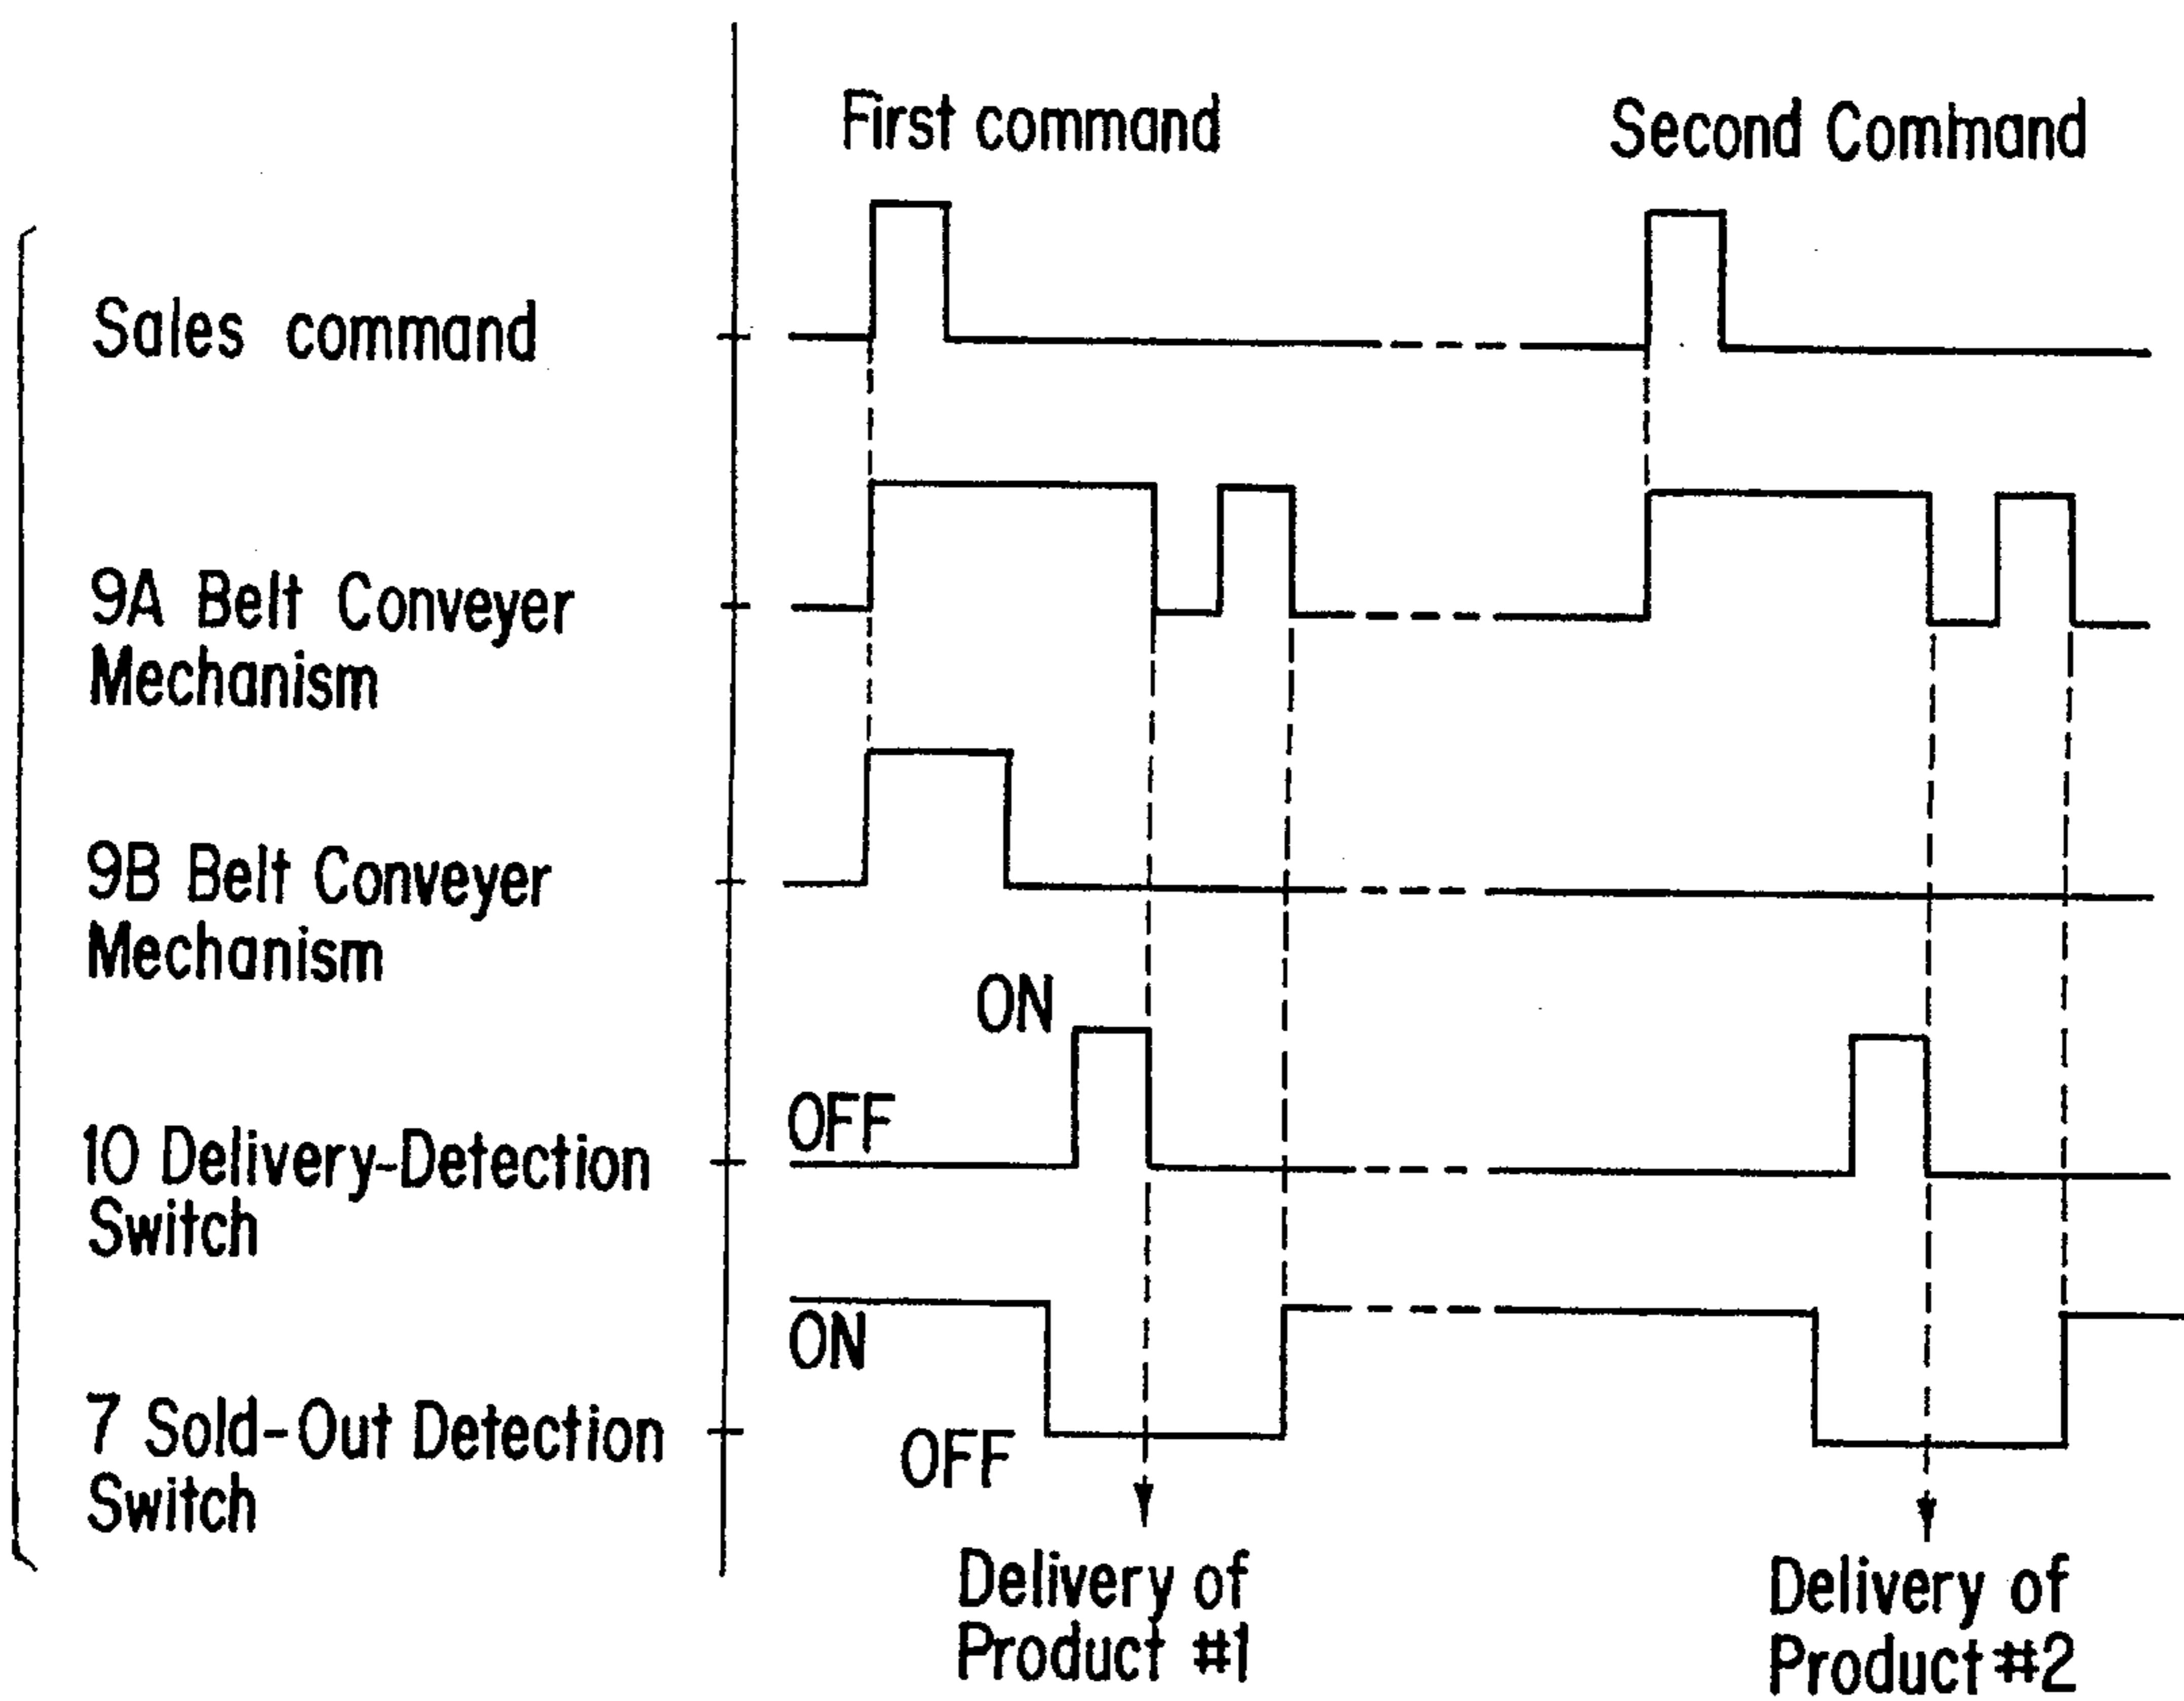 First command
Second Command
Sales command
9A Belt Conveyer
Mechanism
9B Belt Conveyer
Mechanism
ON
OFF
10 Delivery-Detection
Switch
ON
7 Sold-Out Detection
Switch
OFF
Delivery of
Product #1
Delivery of
Product #2